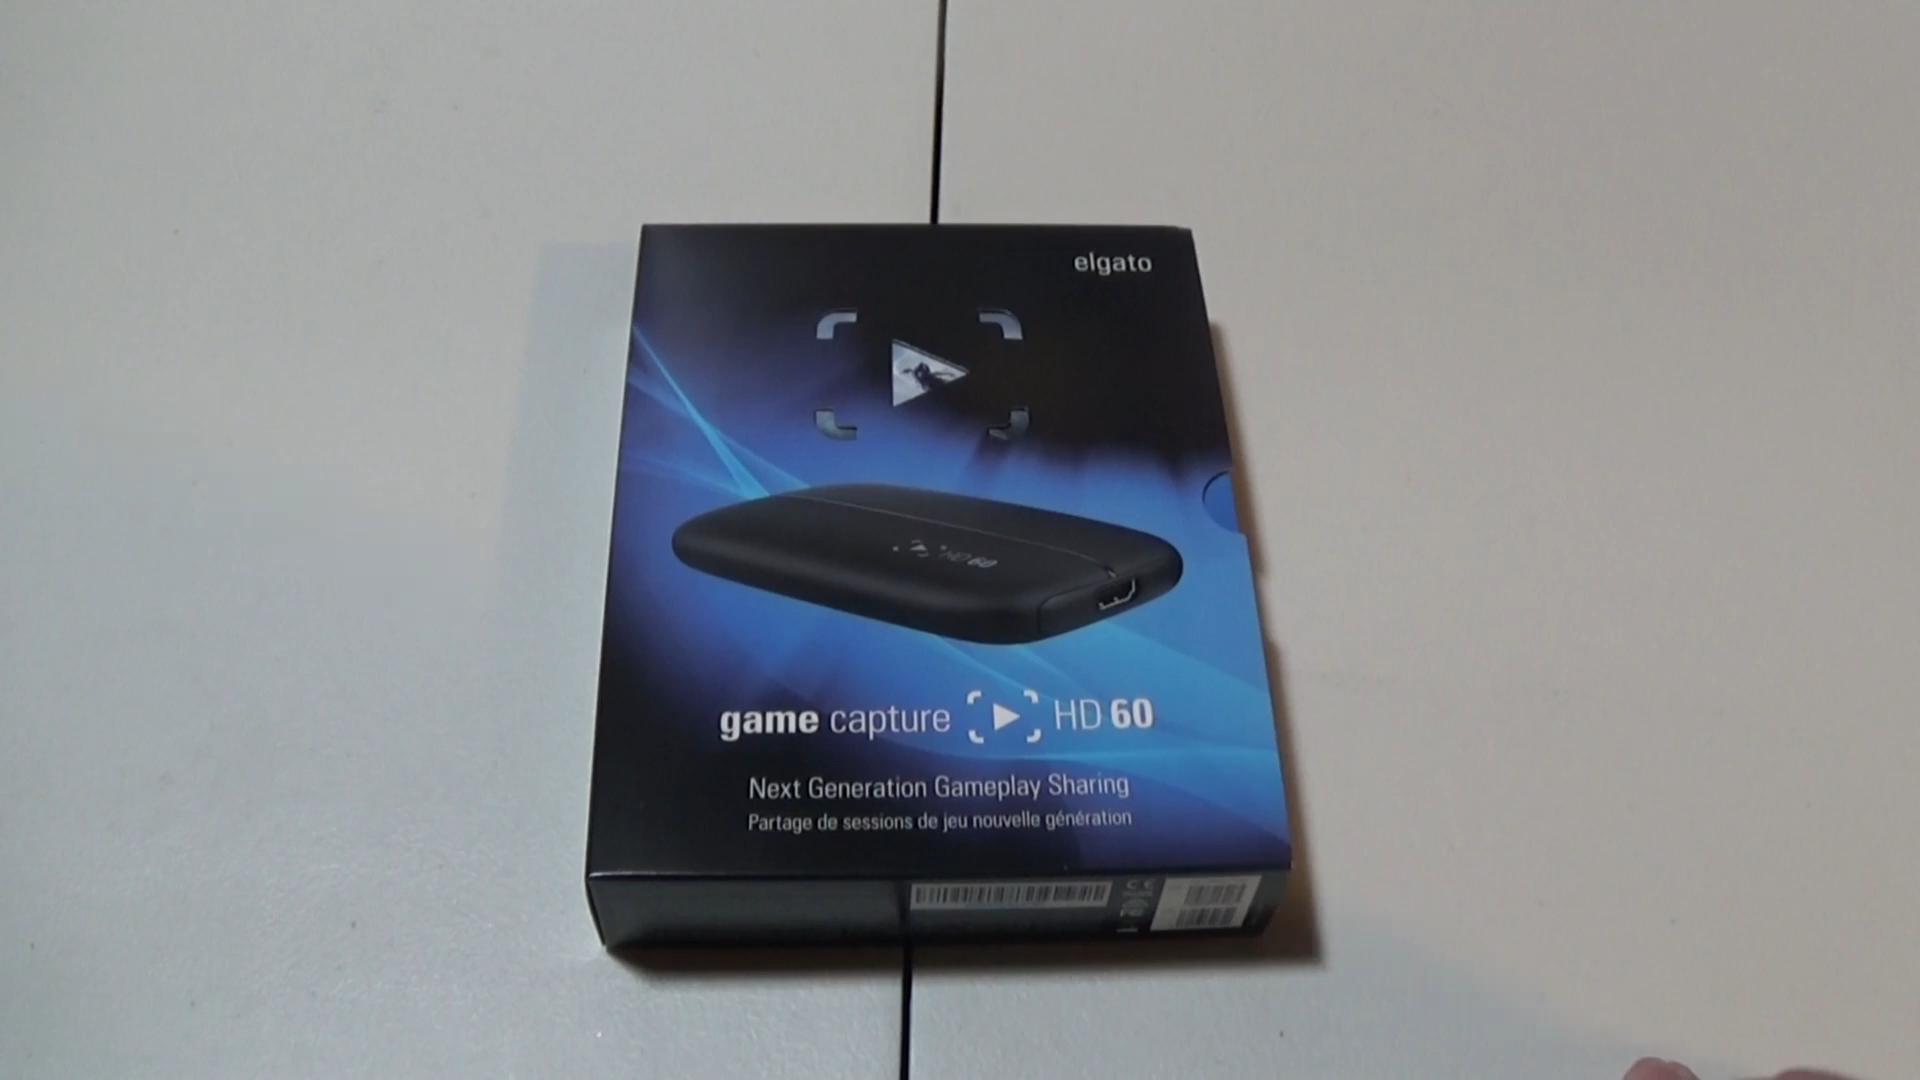 elgato
HD 60
game capture HD 60
Next Generation Gameplay Sharing
Partage de sessions de jeu nouvelle génération